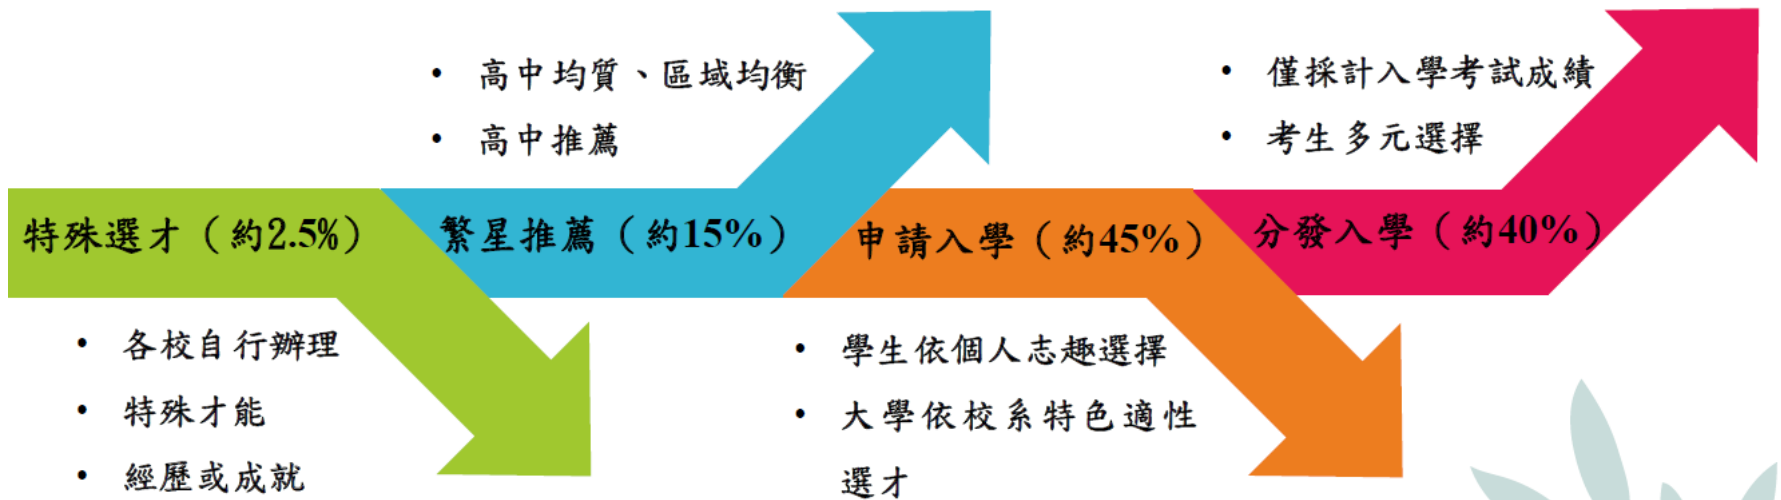 • 高中均質、區域均衡
• 高中推薦
• 僅採計入學考試成績
• 考生多元選擇
特殊選才（約2.5%）
繁星推薦（約15%）
申請入學（約45%）
分發入學（約40%）
• 各校自行辦理
• 特殊才能
• 經歷或成就
• 學生依個人志趣選擇
• 大學依校系特色適性
選才